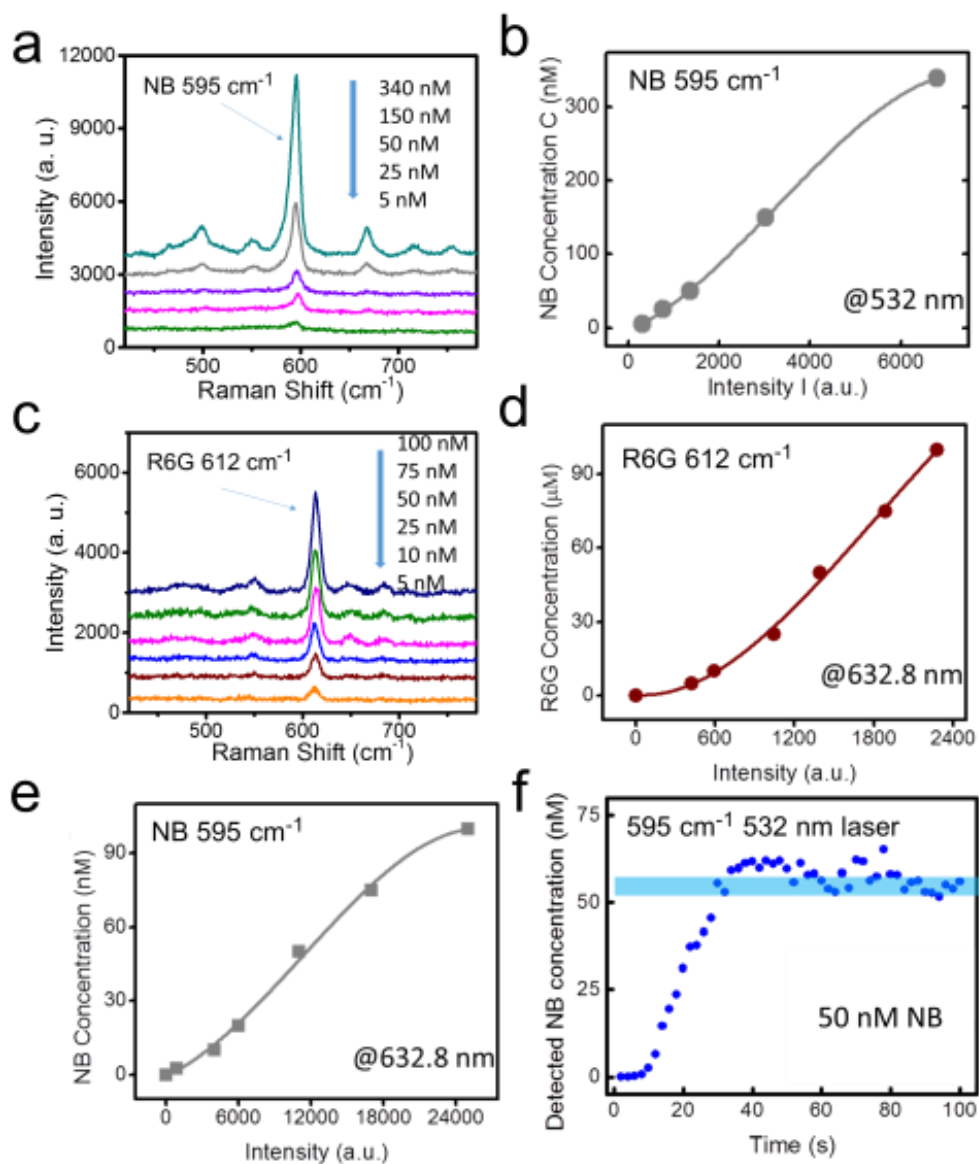 a
12000
9000
6000
3000
0
Intensity (a. u.)
NB 595 cm⁻¹
340 nM
150 nM
50 nM
25 nM
5 nM
500 600 700
Raman Shift (cm⁻¹)
b
NB 595 cm⁻¹
300
200
100
0
NB Concentration C (nM)
@532 nm
0 2000 4000 6000
Intensity I (a.u.)
c
6000
4000
2000
0
Intensity (a. u.)
R6G 612 cm⁻¹
100 nM
75 nM
50 nM
25 nM
10 nM
5 nM
500 600 700
Raman Shift (cm⁻¹)
d
R6G 612 cm⁻¹
90
60
30
0
R6G Concentration (μM)
@632.8 nm
0 600 1200 1800 2400
Intensity (a.u.)
e
NB 595 cm⁻¹
90
60
30
0
NB Concentration (nM)
@632.8 nm
0 6000 12000 18000 24000
Intensity (a.u.)
f
75
50
25
0
Detected NB concentration (nM)
595 cm⁻¹ 532 nm laser
50 nM NB
0 20 40 60 80 100
Time (s)